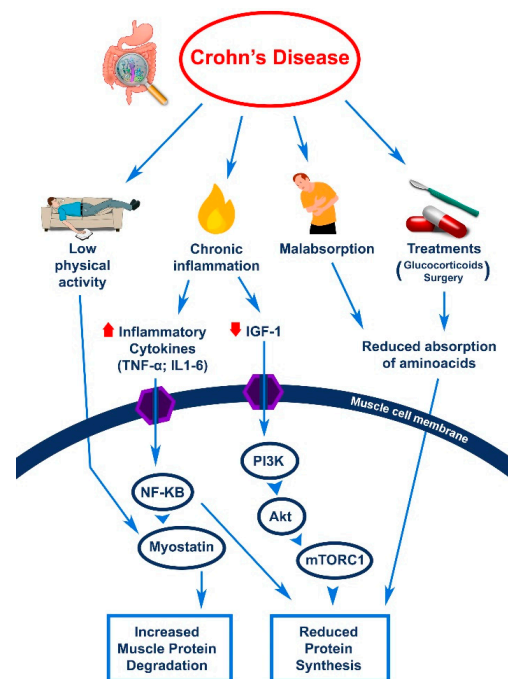 Crohn's Disease
Low
physical
activity
Chronic
inflammation
Malabsorption
Treatments
(Glucocorticoids
Surgery)
Inflammatory
Cytokines
(TNF-α; IL1-6)
IGF-1
Reduced absorption
of aminoacids
Muscle cell membrane
NF-KB
PI3K
Akt
Myostatin
mTORC1
Increased
Muscle Protein
Degradation
Reduced
Protein
Synthesis